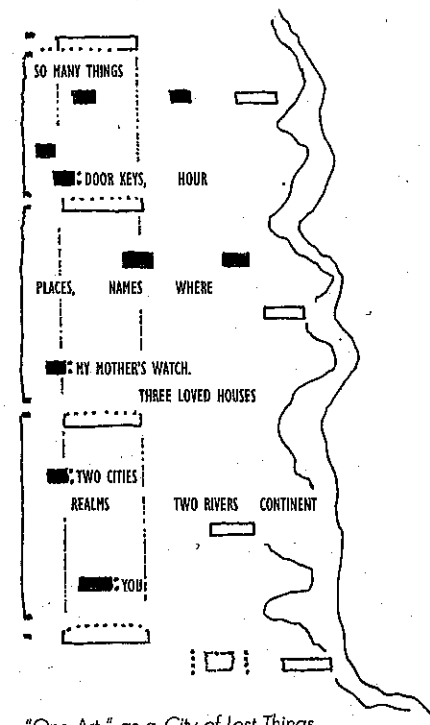 SO MANY THINGS
DOOR KEYS, HOUR
PLACES, NAMES WHERE
MY MOTHER'S WATCH.
THREE LOVED HOUSES
TWO CITIES
REALMS TWO RIVERS CONTINENT
YOU
"One Art," as a City of Lost Things